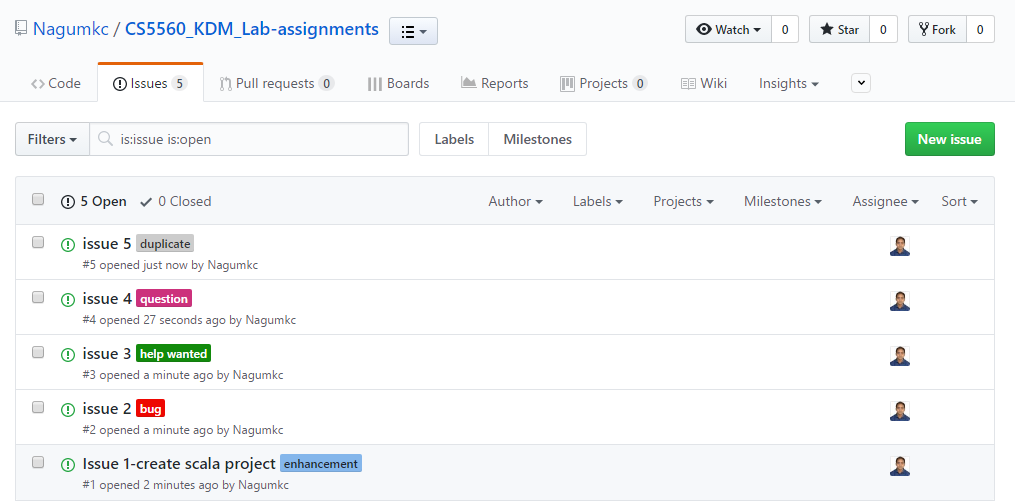 Nagumkc / CS5560_KDM_Lab-assignments Watch 0 Star 0 Fork 0
Code Issues 5 Pull requests 0 Boards Reports Projects 0 Wiki Insights
Filters is:issue is:open Labels Milestones New issue
5 Open 0 Closed Author Labels Projects Milestones Assignee Sort
issue 5 duplicate
#5 opened just now by Nagumkc
issue 4 question
#4 opened 27 seconds ago by Nagumkc
issue 3 help wanted
#3 opened a minute ago by Nagumkc
issue 2 bug
#2 opened a minute ago by Nagumkc
Issue 1-create scala project enhancement
#1 opened 2 minutes ago by Nagumkc